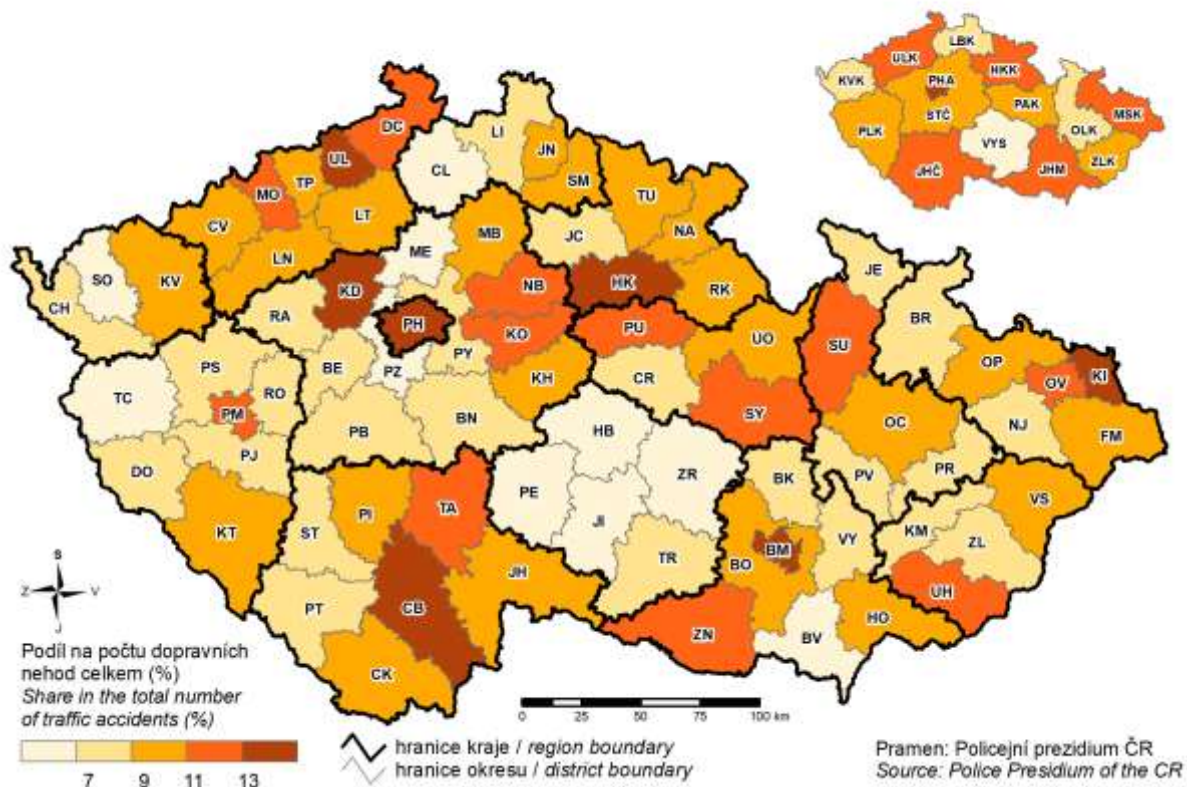 LBK
ULK
HKK
KVK
PHA
PAK
STČ
MSK
PLK
OLK
VYS
ZLK
JHČ
JHM
DC
LI
UL
JN
CL
TP
SM
MO
TU
LT
CV
MB
NA
ME
JC
LN
SO
KV
JE
NB
HK
KD
RK
CH
RA
BR
PH
PU
KO
UO
SU
PS
BE
PZ
PY
OP
KI
RO
OV
TC
KH
CR
PM
SY
OC
NJ
FM
BN
PB
HB
PJ
DO
PR
ZR
BK
PV
VS
PE
TA
PI
KT
ST
JI
KM
ZL
VY
BM
TR
BO
JH
UH
CB
PT
HO
ZN
BV
CK
S
Z V
J
Podíl na počtu dopravních
nehod celkem (%)
Share in the total number
of traffic accidents (%)
7 9 11 13
0 25 50 75 100 km
hranice kraje / region boundary
hranice okresu / district boundary
Pramen: Policejní prezidium ČR
Source: Police Presidium of the CR